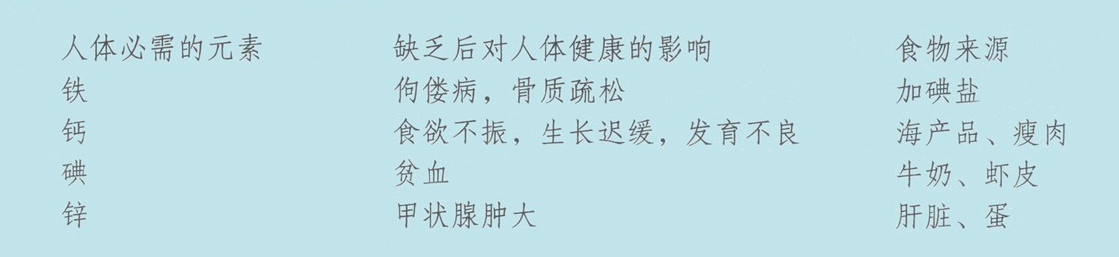 人体必需的元素 缺乏后对人体健康的影响 食物来源
铁 佝偻病，骨质疏松 加碘盐
钙 食欲不振，生长迟缓，发育不良 海产品、瘦肉
碘 贫血 牛奶、虾皮
锌 甲状腺肿大 肝脏、蛋